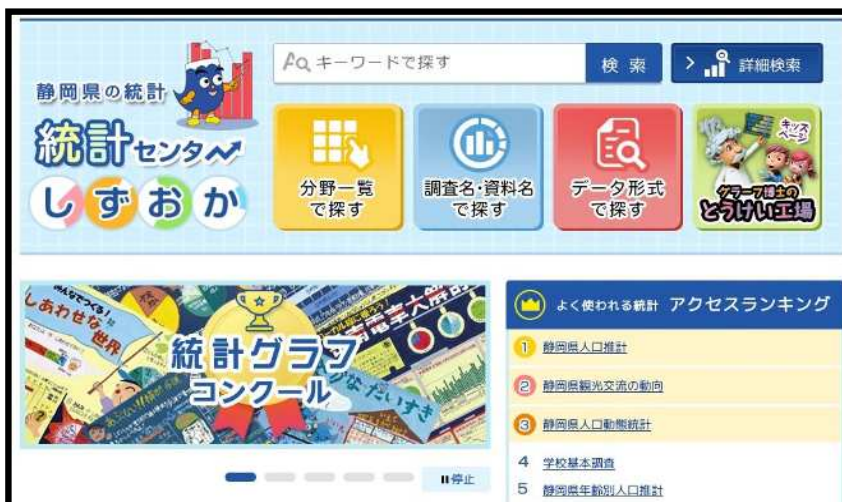 静岡県の統計
統計センター
しずおか
キーワードで探す
検索
詳細検索
分野一覧
で探す
調査名・資料名
で探す
データ形式
で探す
キッズ
ページ
グラーフ博士の
とうけい工場
みんなでつくる!
しあわせな世界
統計グラフ
コンクール
停止
よく使われる統計 アクセスランキング
1 静岡県人口推計
2 静岡県観光交流の動向
3 静岡県人口動態統計
4 学校基本調査
5 静岡県年齢別人口推計